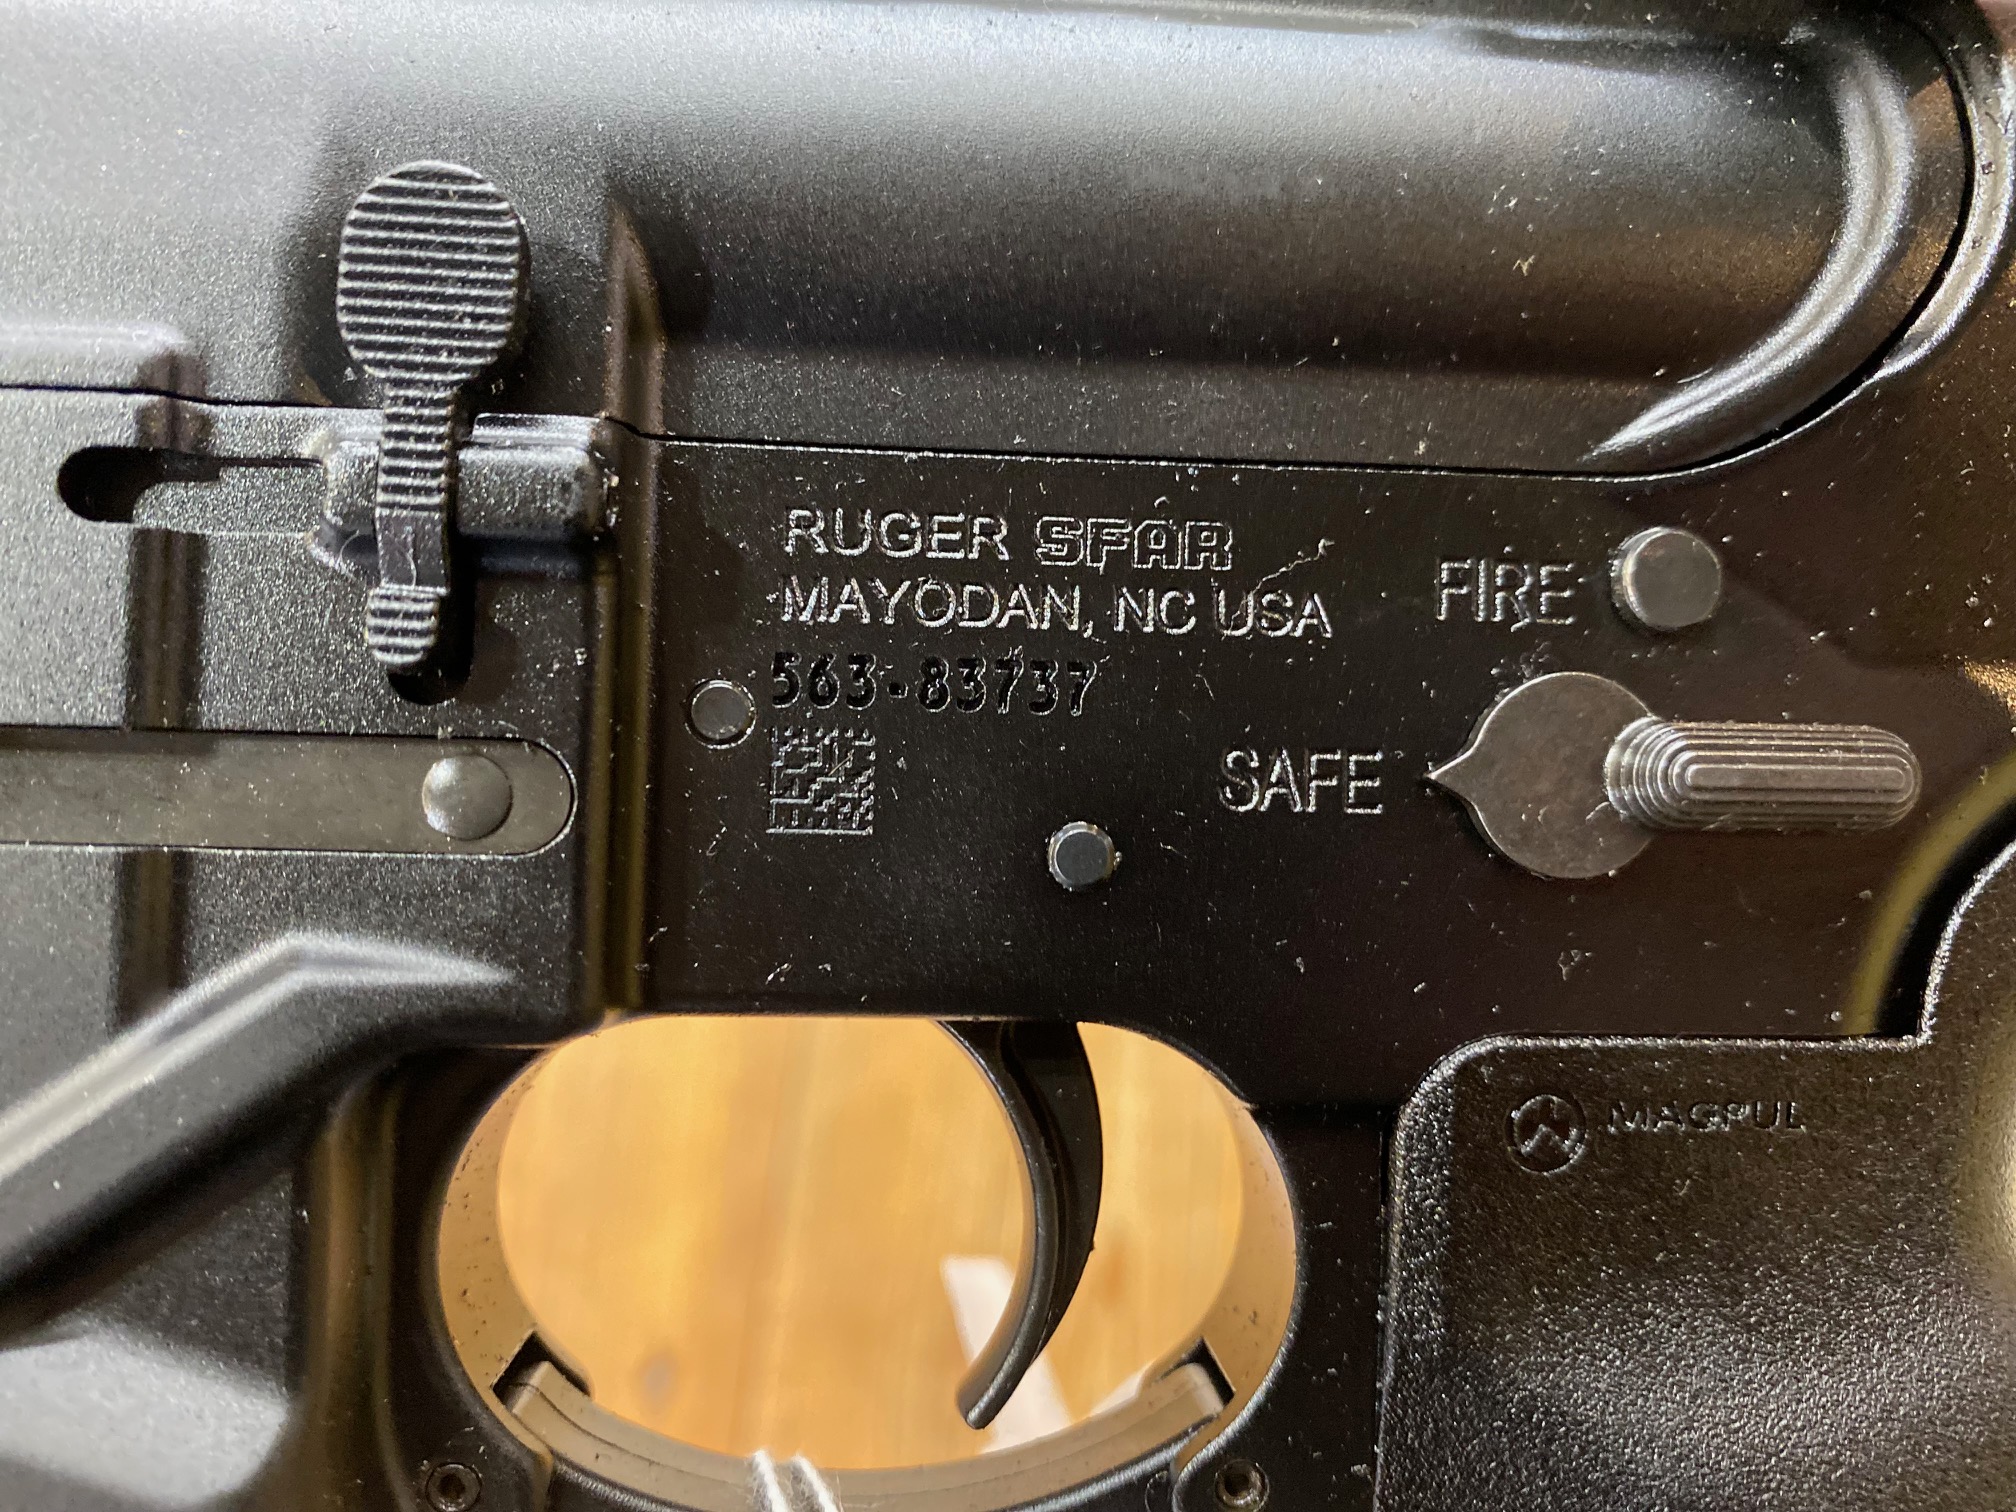 RUGER SFAR
MAYODAN, NC USA
563-83737
FIRE
SAFE
MAGPUL